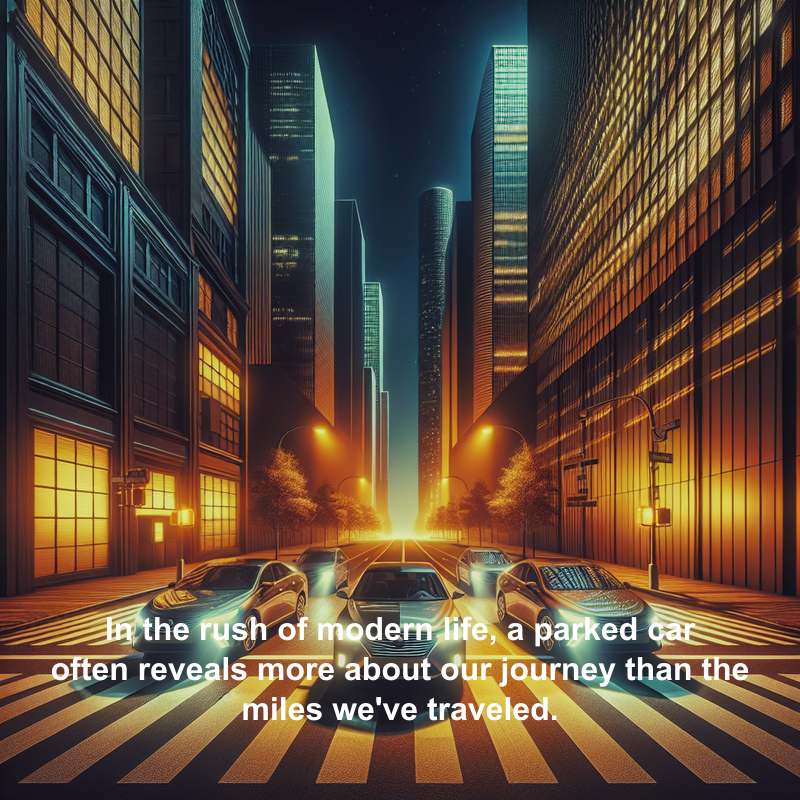 In the rush of modern life, a parked car
often reveals more about our journey than the
miles we've traveled.